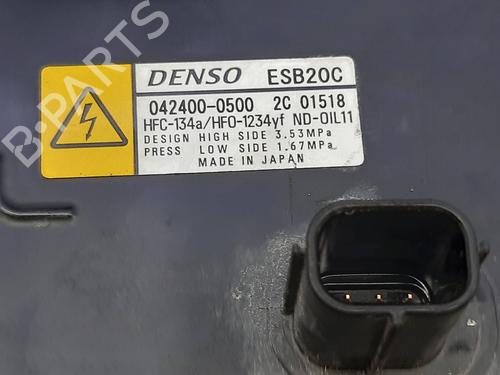 DENSO ESB20C
042400-0500 2C 01518
HFC-134a/HFO-1234yf ND-OIL11
DESIGN HIGH SIDE 3.53MPa
PRESS LOW SIDE 1.67MPa
MADE IN JAPAN